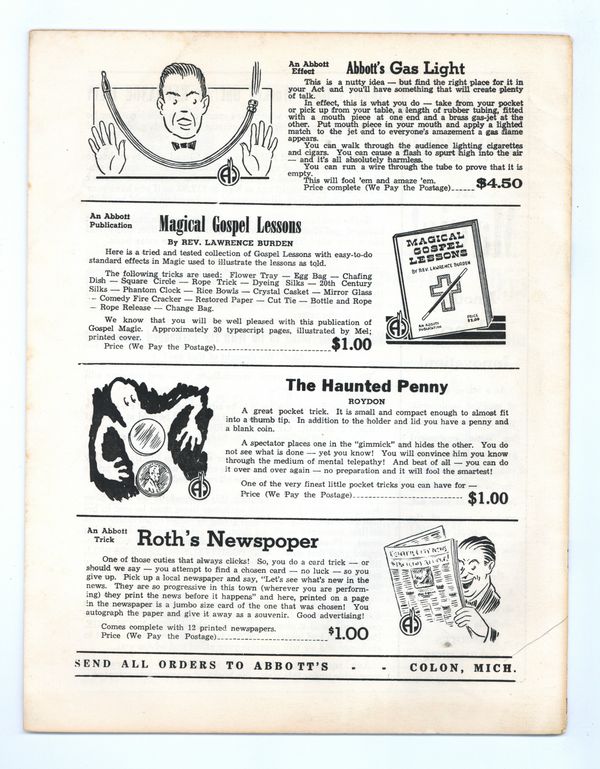 An Abbott
Effect
Abbott's Gas Light
This is a nutty idea — but find the right place for it in
your Act and you'll have something that will create plenty
of talk.
In effect, this is what you do — take from your pocket
or pick up from your table, a length of rubber tubing, fitted
with a mouth piece at one end and a brass gas-jet at the
other. Put mouth piece in your mouth and apply a lighted
match to the jet and to everyone's amazement a gas flame
appears.
You can walk through the audience lighting cigarettes
and cigars. You can cause a flash to spurt high into the air
— and it's all absolutely harmless.
You can run a wire through the tube to prove that it is
empty.
This will fool 'em and amaze 'em.
Price complete (We Pay the Postage)
$4.50
An Abbott
Publication
Magical Gospel Lessons
By REV. LAWRENCE BURDEN
Here is a tried and tested collection of Gospel Lessons with easy-to-do
standard effects in Magic used to illustrate the lessons as told.
The following tricks are used: Flower Tray — Egg Bag — Chafing
Dish — Square Circle — Rope Trick — Dyeing Silks — 20th Century
Silks — Phantom Clock — Rice Bowls — Crystal Casket — Mirror Glass
— Comedy Fire Cracker — Restored Paper — Cut Tie — Bottle and Rope
— Rope Release — Change Bag.
We know that you will be well pleased with this publication of
Gospel Magic. Approximately 30 typescript pages, illustrated by Mel;
printed cover.
Price (We Pay the Postage)
$1.00
MAGICAL
GOSPEL
LESSONS
BY REV. LAWRENCE BURDEN
AN ABBOTT
PUBLICATION
PRICE
The Haunted Penny
ROYDON
A great pocket trick. It is small and compact enough to almost fit
into a thumb tip. In addition to the holder and lid you have a penny and
a blank coin.
A spectator places one in the "gimmick" and hides the other. You do
not see what is done — yet you know! You will convince him you know
through the medium of mental telepathy! And best of all — you can do
it over and over again — no preparation and it will fool the smartest!
One of the very finest little pocket tricks you can have for —
Price (We Pay the Postage)
$1.00
An Abbott
Trick
Roth's Newspoper
One of those cuties that always clicks! So, you do a card trick — or
should we say — you attempt to find a chosen card — no luck — so you
give up. Pick up a local newspaper and say, "Let's see what's new in the
news. They are so progressive in this town (wherever you are perform-
ing) they print the news before it happens" and here, printed on a page
in the newspaper is a jumbo size card of the one that was chosen! You
autograph the paper and give it away as a souvenir. Good advertising!
Comes complete with 12 printed newspapers.
Price (We Pay the Postage)
$1.00
SEND ALL ORDERS TO ABBOTT'S - - COLON, MICH.